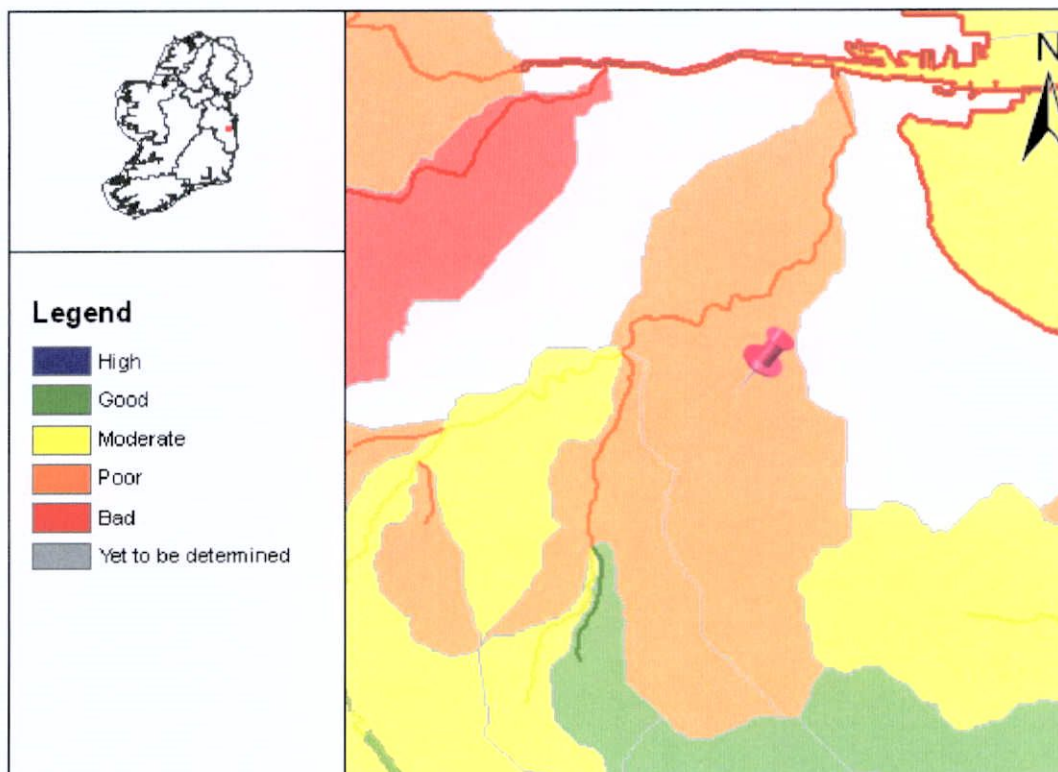 N
Legend
High
Good
Moderate
Poor
Bad
Yet to be determined